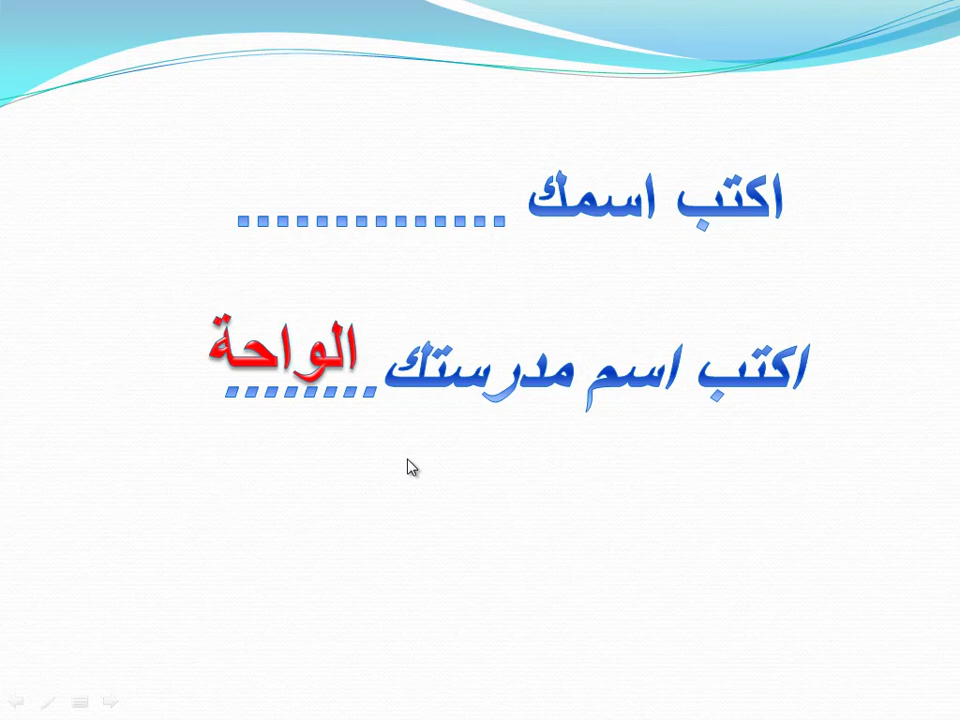 اكتب اسمك ..............
اكتب اسم مدرستك........ الواحة